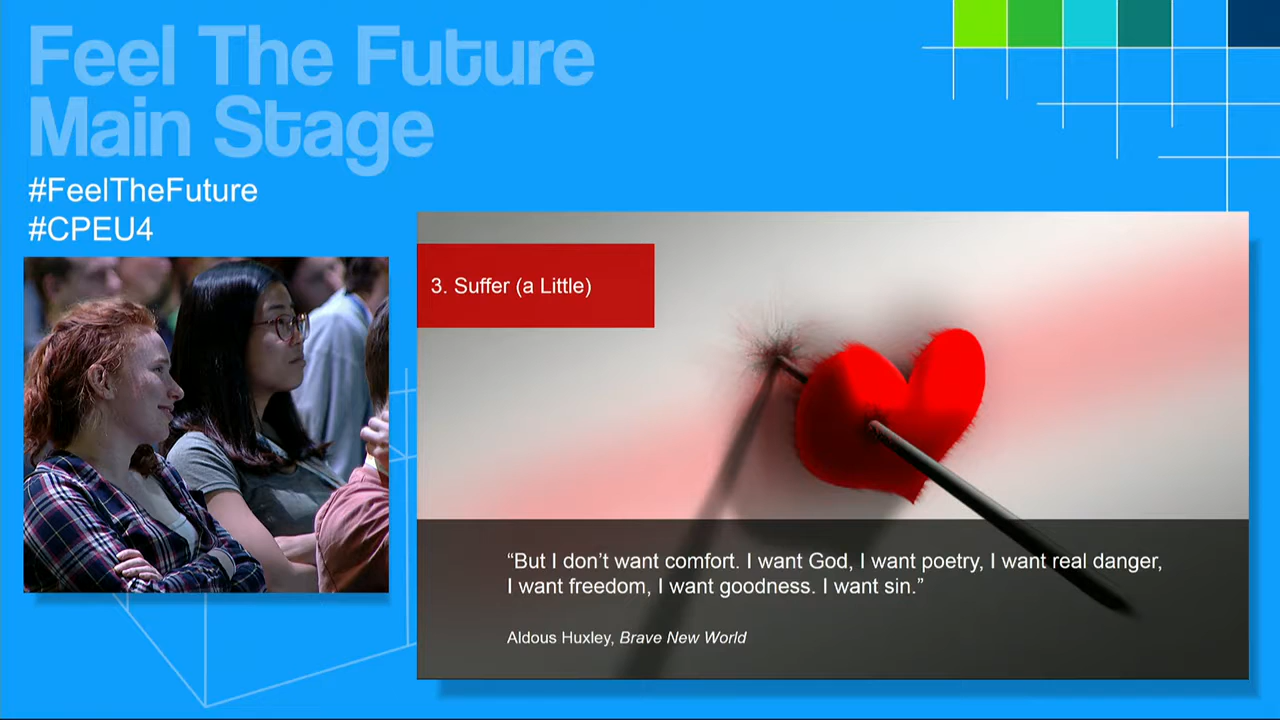 Feel The Future
Main Stage
#FeelTheFuture
#CPEU4
3. Suffer (a Little)
“But I don’t want comfort. I want God, I want poetry, I want real danger,
I want freedom, I want goodness. I want sin.”
Aldous Huxley, Brave New World